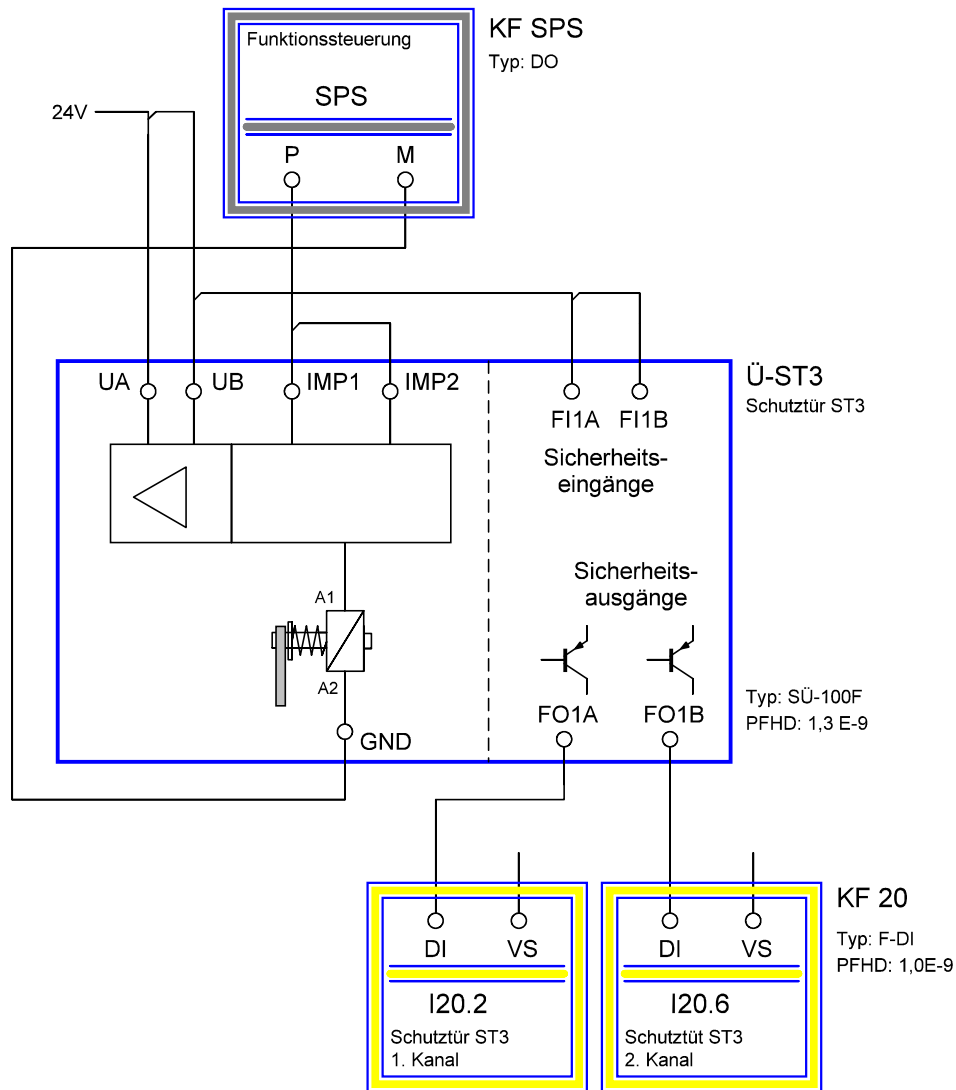 KF SPS
Typ: DO
Funktionssteuerung
SPS
P M
24V
UA UB IMP1 IMP2
FI1A FI1B
Sicherheits-
eingänge
Ü-ST3
Schutztür ST3
Sicherheits-
ausgänge
A1
A2
GND
FO1A FO1B
Typ: SÜ-100F
PFHD: 1,3 E-9
DI VS
I20.2
Schutztür ST3
1. Kanal
DI VS
I20.6
Schutztüt ST3
2. Kanal
KF 20
Typ: F-DI
PFHD: 1,0E-9